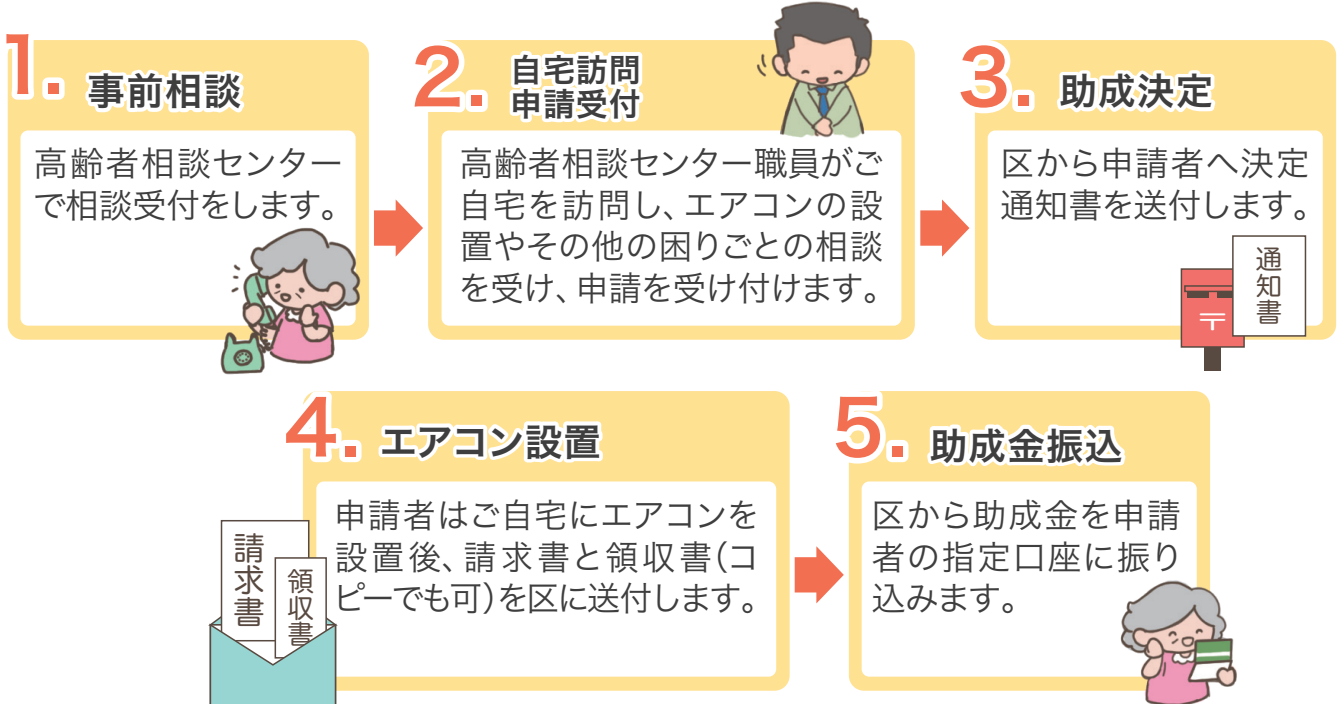 1. 事前相談
高齢者相談センター
で相談受付をします。
2. 自宅訪問
申請受付
高齢者相談センター職員がご
自宅を訪問し、エアコンの設
置やその他の困りごとの相談
を受け、申請を受け付けます。
3. 助成決定
区から申請者へ決定
通知書を送付します。
〒
通知書
4. エアコン設置
申請者はご自宅にエアコンを
設置後、請求書と領収書(コ
ピーでも可)を区に送付します。
請求書
領収書
5. 助成金振込
区から助成金を申請
者の指定口座に振り
込みます。